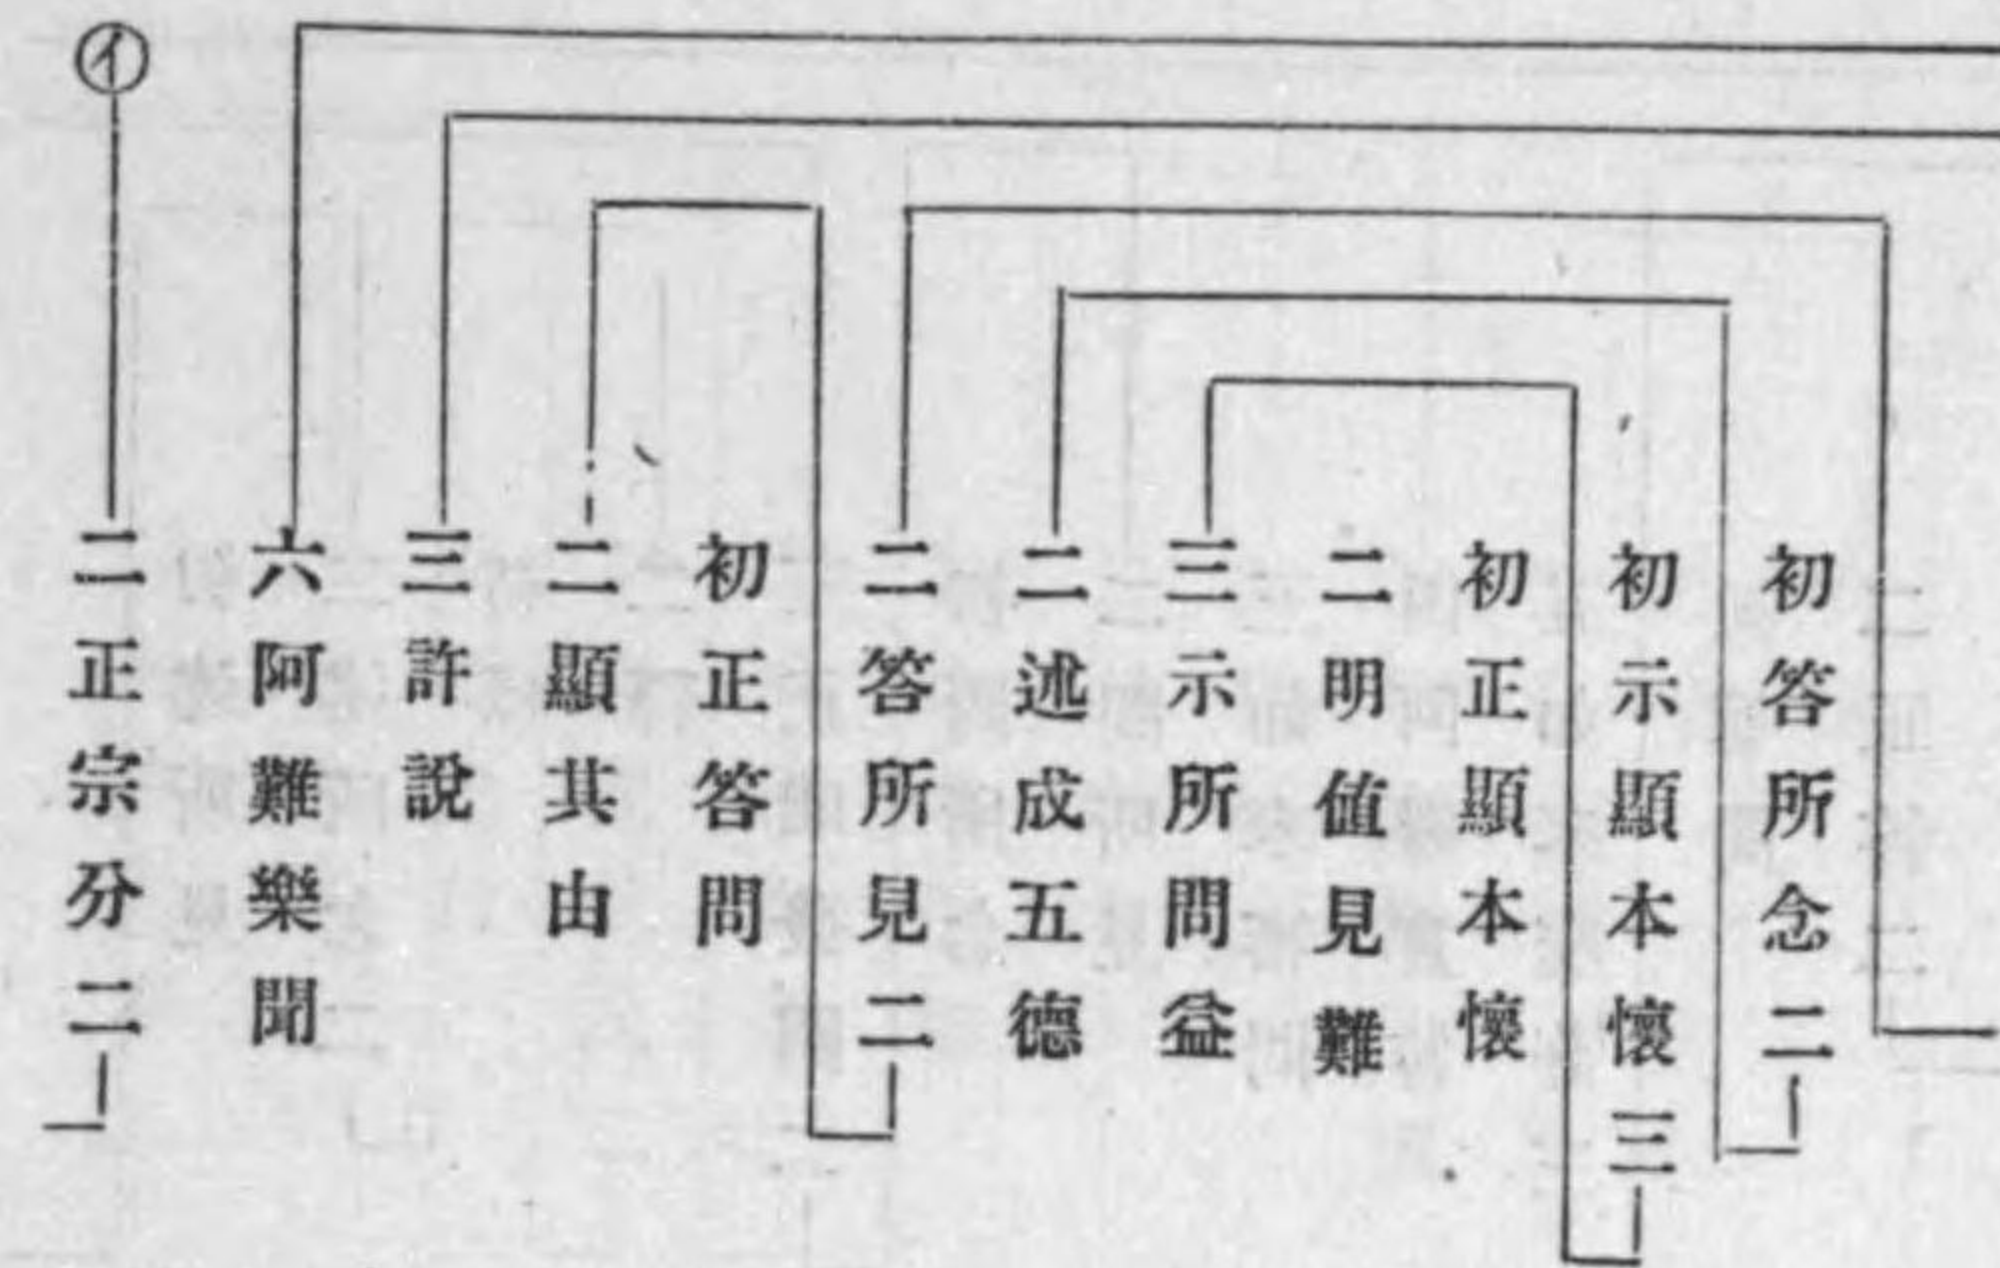 初答所念二
初示顯本懷三
初正顯本懷
二明値見難
三示所問益
二述成五德
二答所見二
初正答問
二顯其由
三許說
六阿難樂聞
イ
二正宗分二